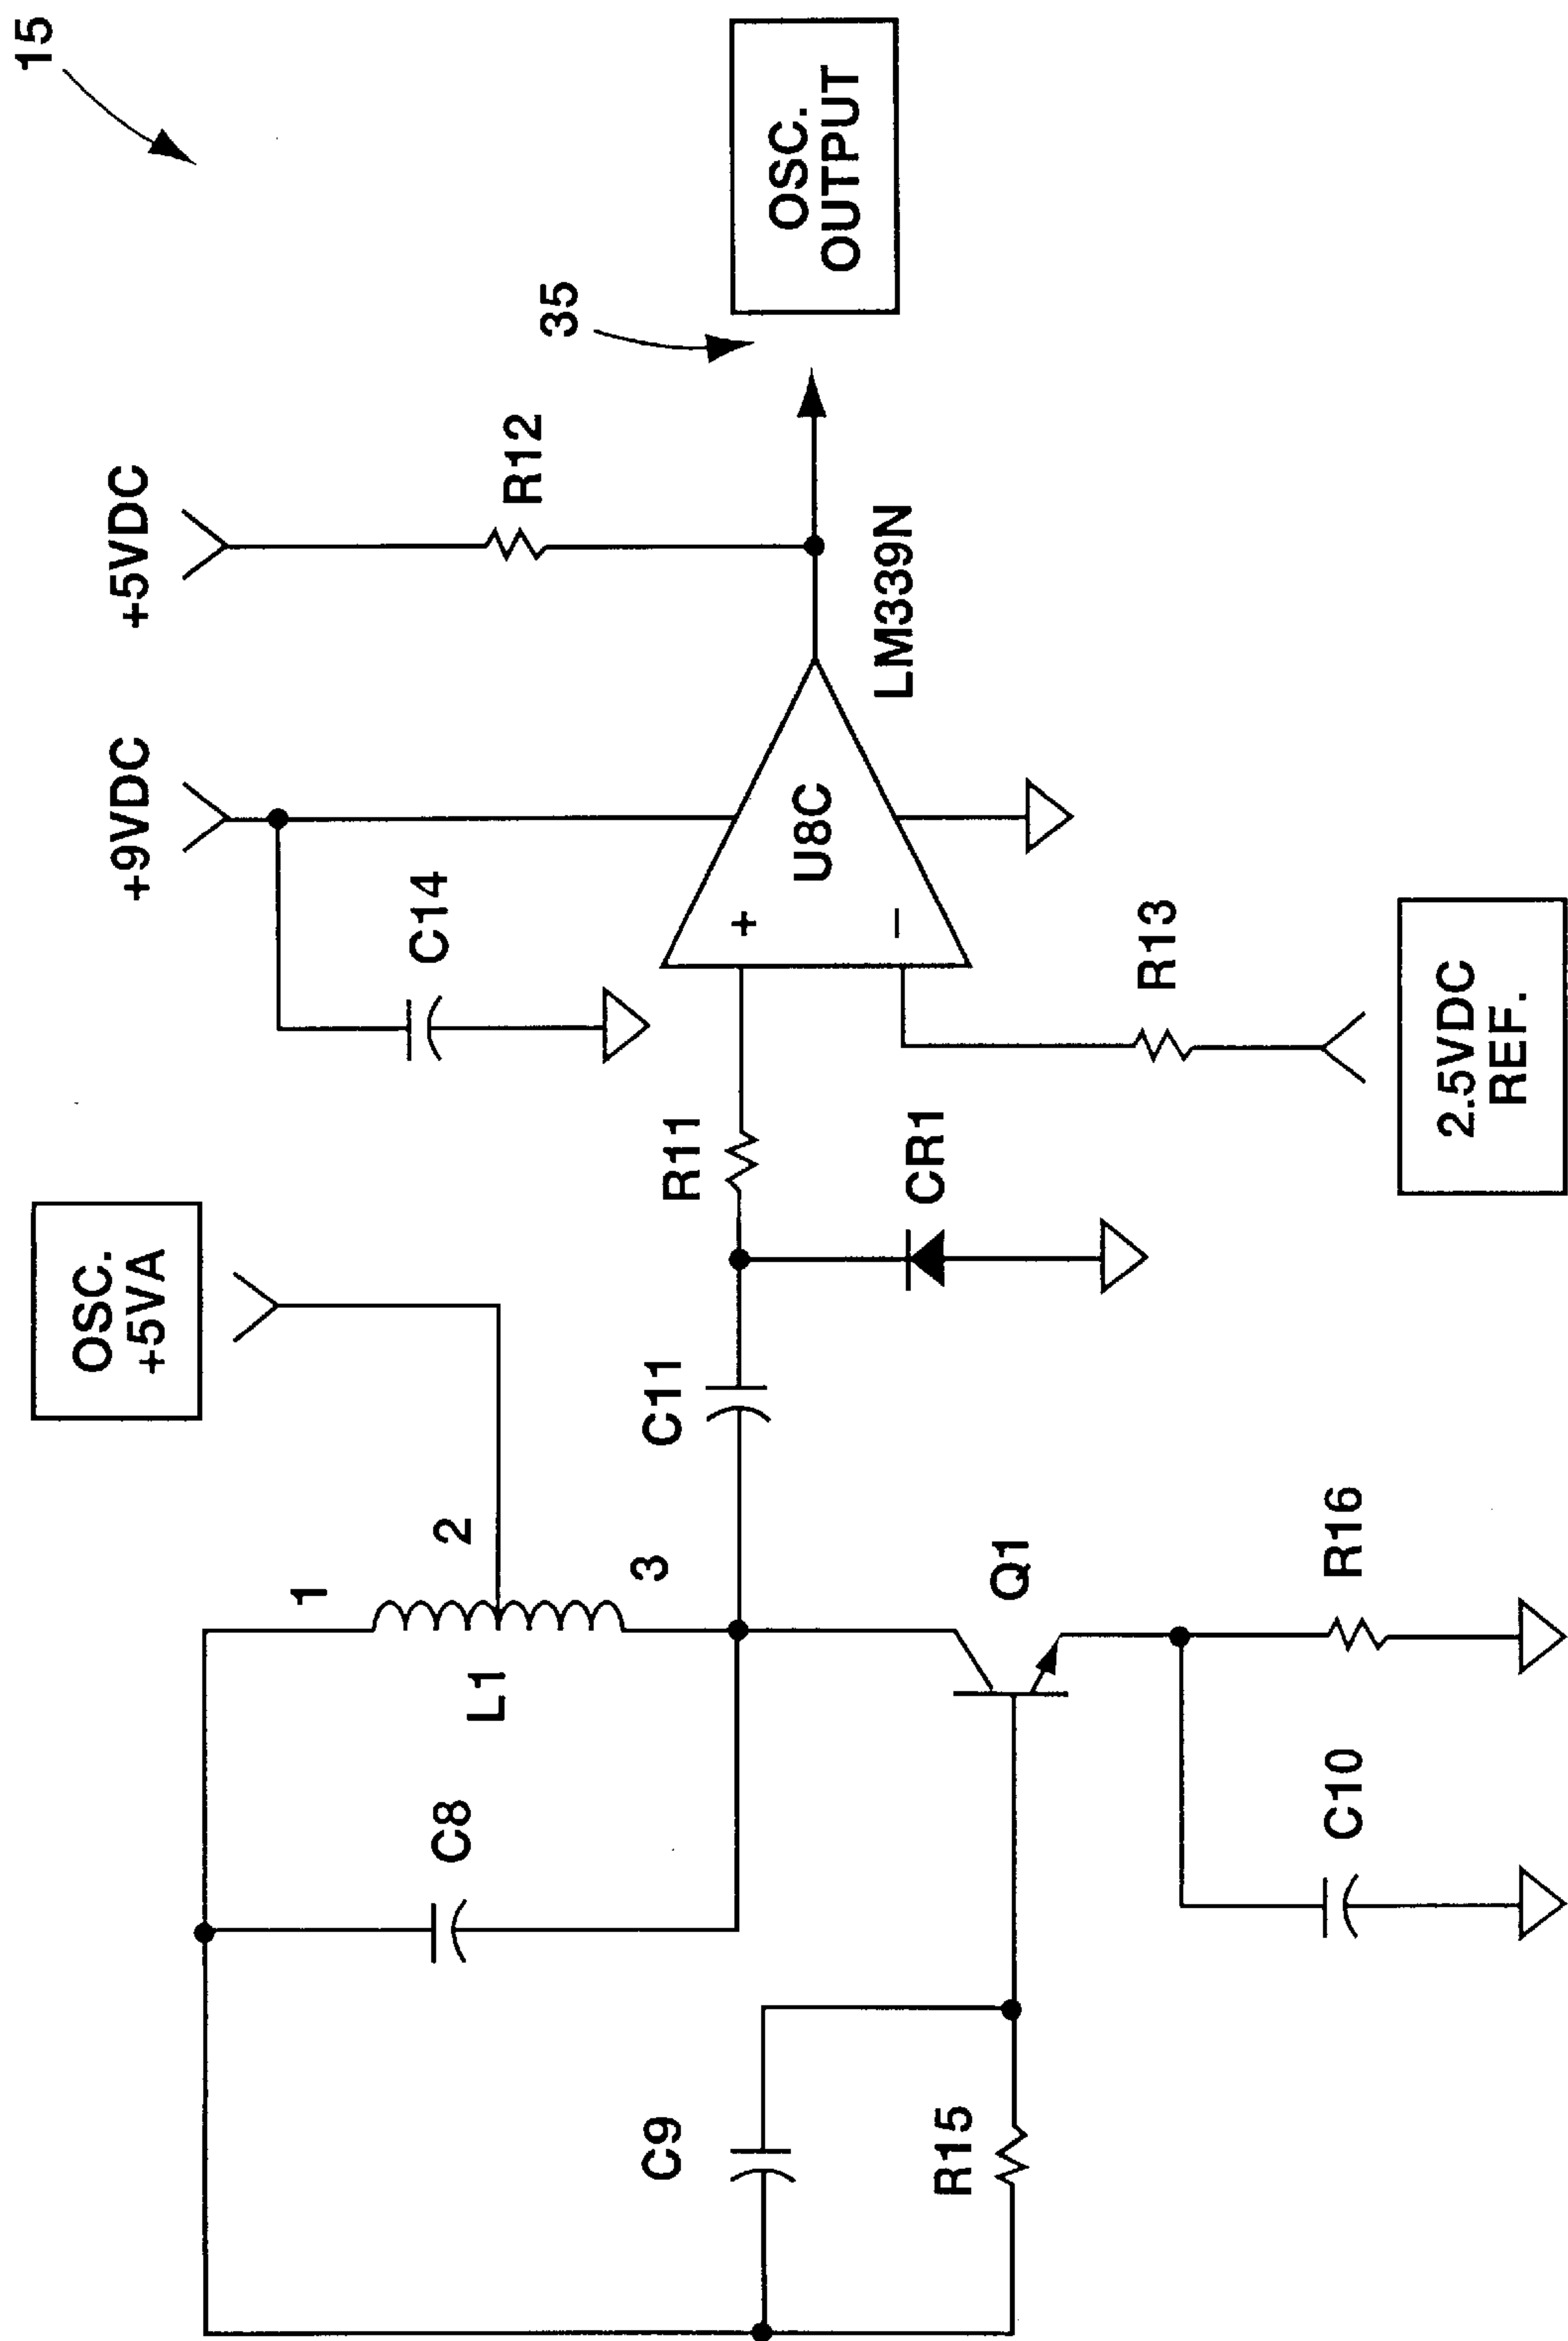 15
OSC.
+5VA
+9VDC
+5VDC
1
2
L1
3
C8
C14
R12
35
C9
C11
R11
+
U8C
−
OSC.
OUTPUT
LM339N
R15
Q1
CR1
R13
C10
R16
2.5VDC
REF.